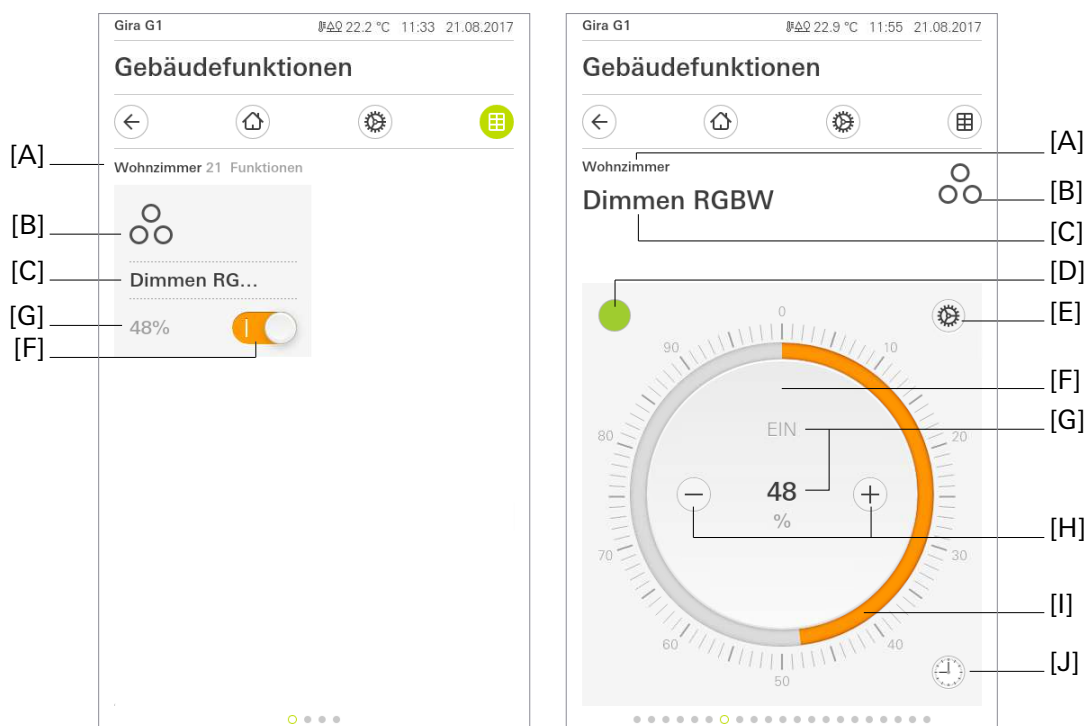 Gira G1 22.2 °C 11:33 21.08.2017
Gebäudefunktionen
[A]
Wohnzimmer 21 Funktionen
[B]
[C]
Dimmen RG...
[G]
48%
[F]
Gira G1 22.9 °C 11:55 21.08.2017
Gebäudefunktionen
[A]
Wohnzimmer
[B]
Dimmen RGBW
[C]
[D]
[E]
0
90
10
[F]
[G]
EIN
80
20
48
%
[H]
70
30
[I]
60
40
[J]
50